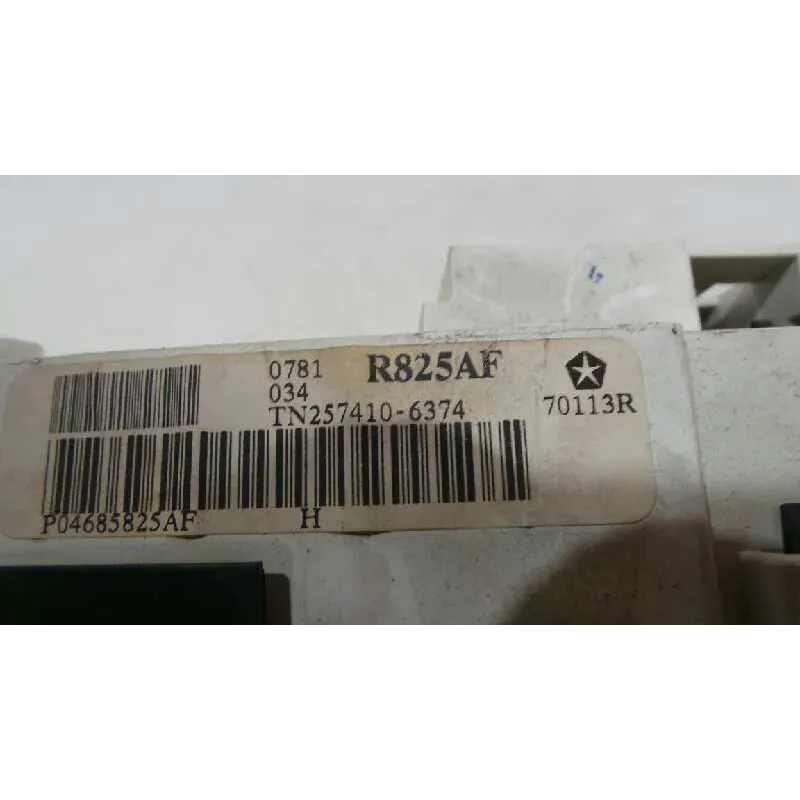 0781
R825AF
034
TN257410-6374
70113R
P04685825AF
H